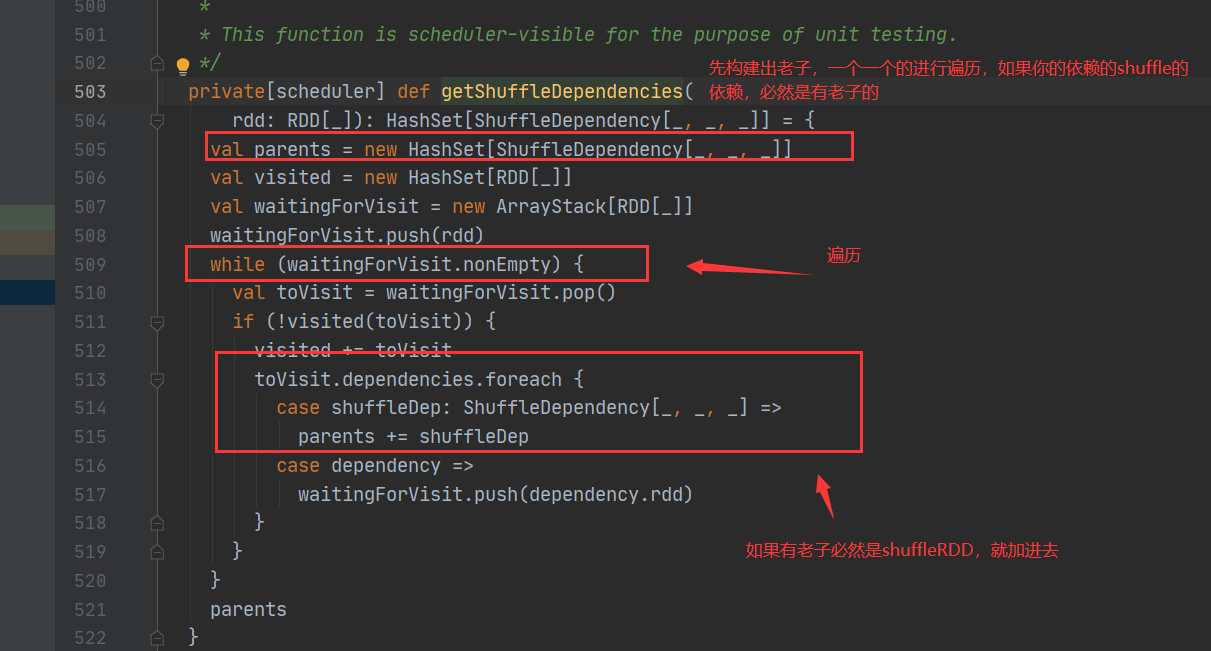 500 *
501 * This function is scheduler-visible for the purpose of unit testing.
502 */
先构建出老子，一个一个的进行遍历，如果你的依赖的shuffle的
503 private[scheduler] def getShuffleDependencies(
依赖，必然是有老子的
504 rdd: RDD[_]): HashSet[ShuffleDependency[_, _, _]] = {
505 val parents = new HashSet[ShuffleDependency[_, _, _]]
506 val visited = new HashSet[RDD[_]]
507 val waitingForVisit = new ArrayStack[RDD[_]]
508 waitingForVisit.push(rdd)
509 while (waitingForVisit.nonEmpty) {
遍历
510 val toVisit = waitingForVisit.pop()
511 if (!visited(toVisit)) {
512 visited += toVisit
513 toVisit.dependencies.foreach {
514 case shuffleDep: ShuffleDependency[_, _, _] =>
515 parents += shuffleDep
516 case dependency =>
517 waitingForVisit.push(dependency.rdd)
518 }
519 }
如果有老子必然是shuffleRDD，就加进去
520 }
521 parents
522 }